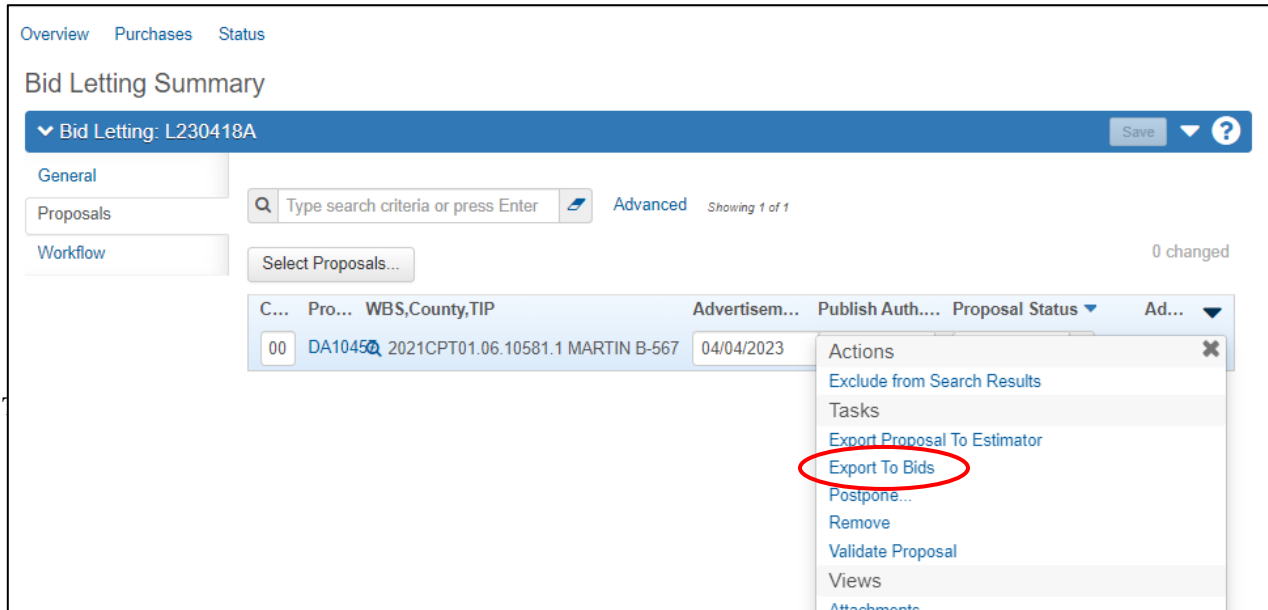 Overview Purchases Status
Bid Letting Summary
Bid Letting: L230418A Save ?
General
Type search criteria or press Enter Advanced Showing 1 of 1
Proposals
Workflow
Select Proposals... 0 changed
C... Pro... WBS,County,TIP Advertisem... Publish Auth.... Proposal Status Ad...
00 2021CPT01.06.10581.1 MARTIN B-567 04/04/2023
Actions
Exclude from Search Results
Tasks
Export Proposal To Estimator
Export To Bids
Postpone...
Remove
Validate Proposal
Views
Attachments